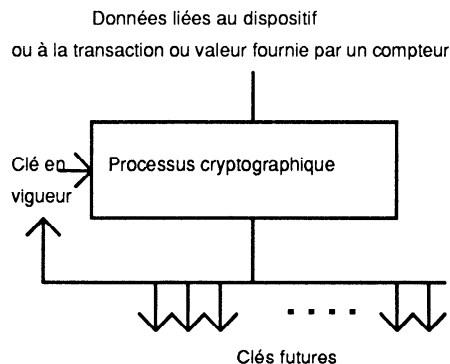 Données liées au dispositif
ou à la transaction ou valeur fournie par un compteur
Clé en
vigueur
Processus cryptographique
Clés futures